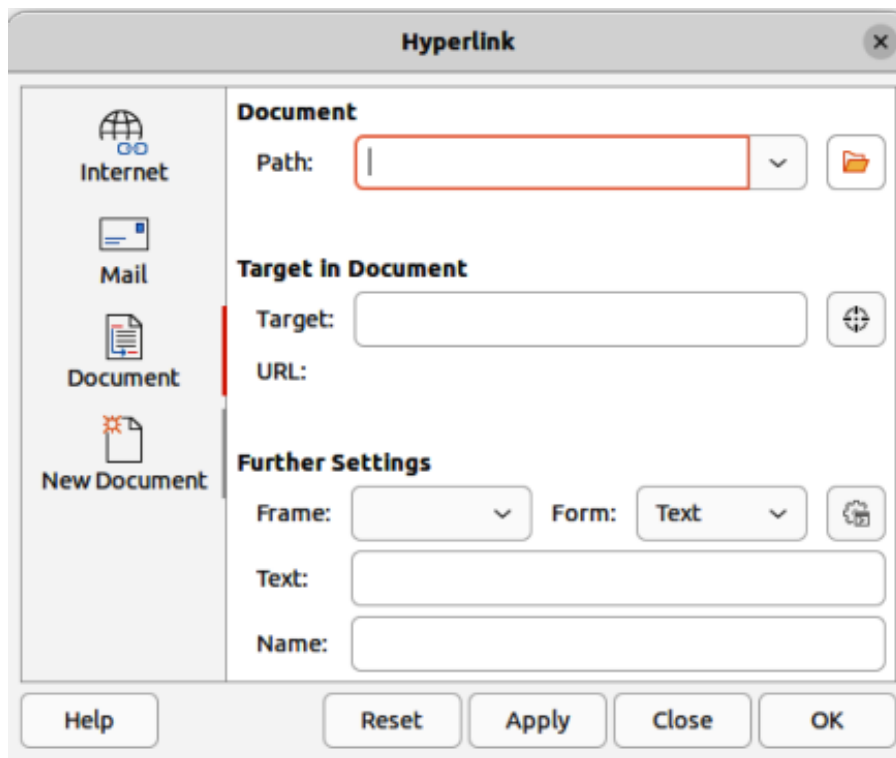 Hyperlink
Internet
Mail
Document
New Document
Document
Path:
Target in Document
Target:
URL:
Further Settings
Frame: Form: Text
Text:
Name:
Help Reset Apply Close OK